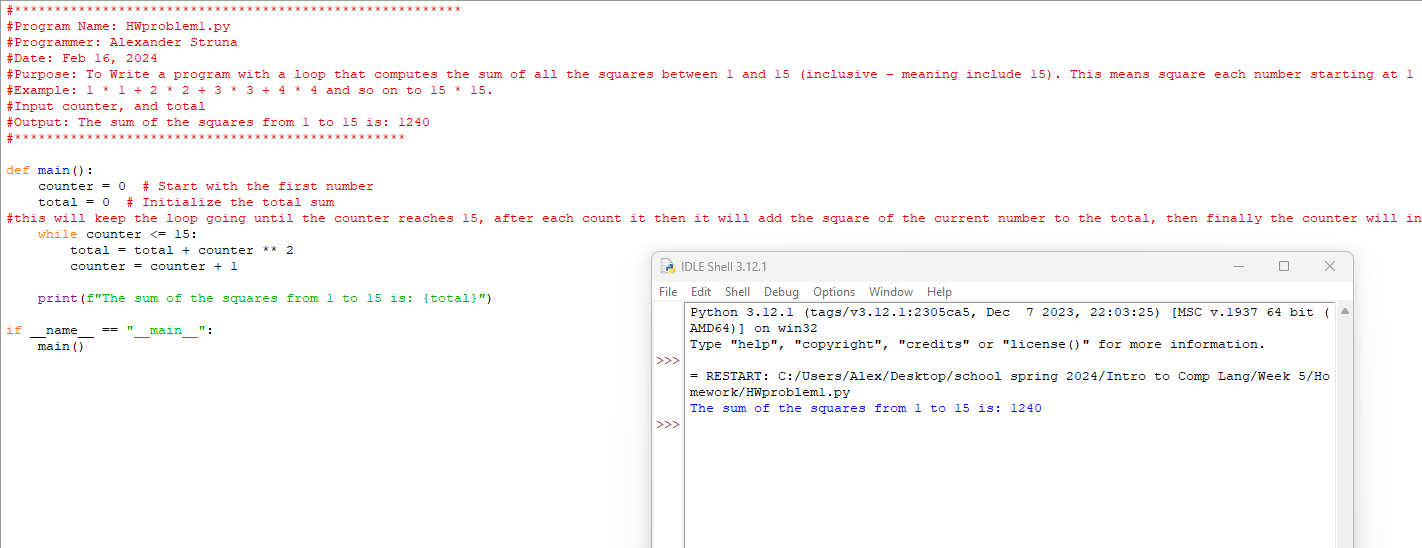 #********************************************************
#Program Name: HWproblem1.py
#Programmer: Alexander Struna
#Date: Feb 16, 2024
#Purpose: To Write a program with a loop that computes the sum of all the squares between 1 and 15 (inclusive - meaning include 15). This means square each number starting at 1
#Example: 1 * 1 + 2 * 2 + 3 * 3 + 4 * 4 and so on to 15 * 15.
#Input counter, and total
#Output: The sum of the squares from 1 to 15 is: 1240
#*************************************************
def main():
    counter = 0  # Start with the first number
    total = 0  # Initialize the total sum
#this will keep the loop going until the counter reaches 15, after each count it then it will add the square of the current number to the total, then finally the counter will in
    while counter <= 15:
        total = total + counter ** 2
        counter = counter + 1
    print(f"The sum of the squares from 1 to 15 is: {total}")
if __name__ == "__main__":
    main()
IDLE Shell 3.12.1
File Edit Shell Debug Options Window Help
Python 3.12.1 (tags/v3.12.1:2305ca5, Dec  7 2023, 22:03:25) [MSC v.1937 64 bit (
AMD64)] on win32
Type "help", "copyright", "credits" or "license()" for more information.
>>>
= RESTART: C:/Users/Alex/Desktop/school spring 2024/Intro to Comp Lang/Week 5/Ho
mework/HWproblem1.py
The sum of the squares from 1 to 15 is: 1240
>>>